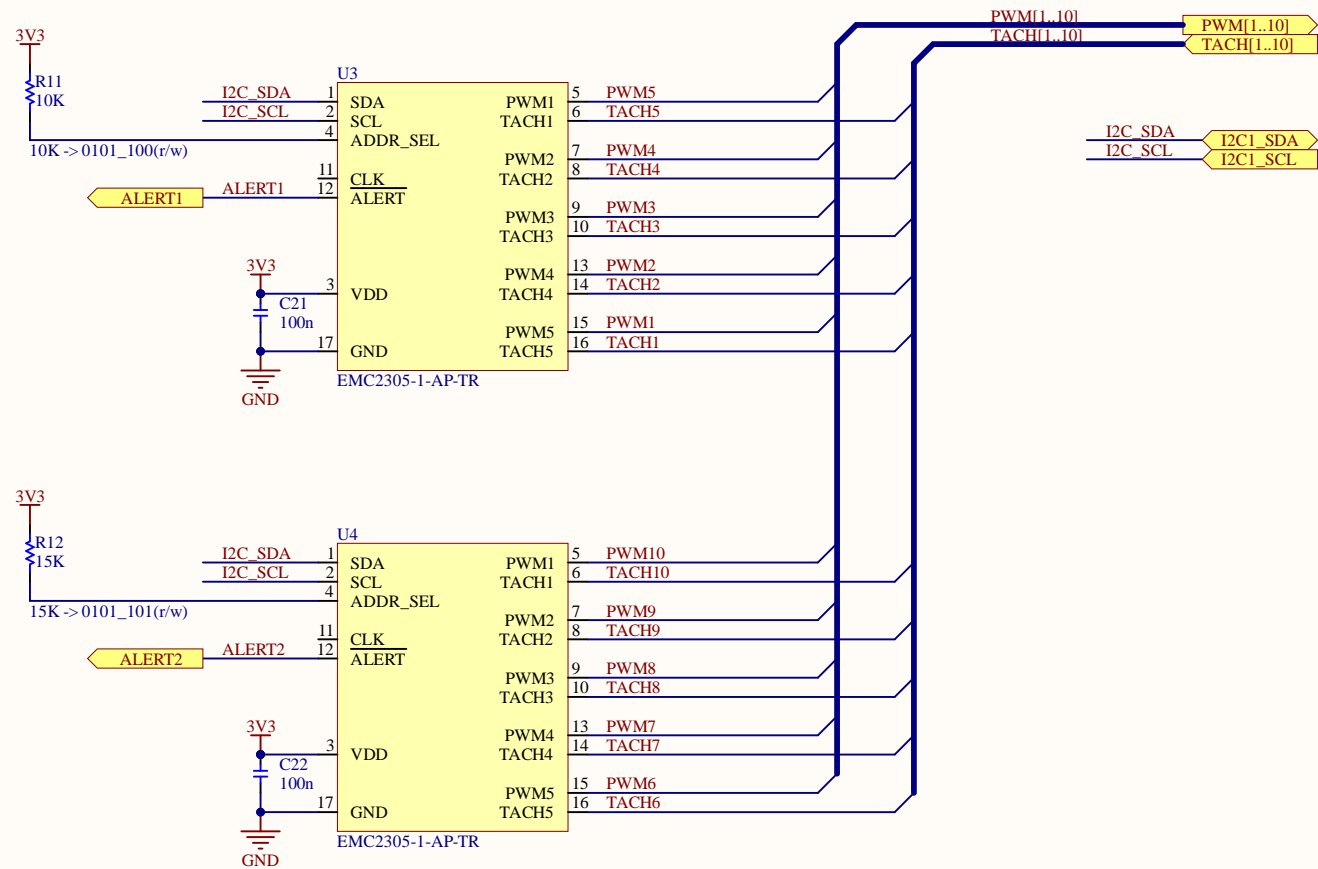 PWM[1..10]
PWM[1..10]
TACH[1..10]
TACH[1..10]
3V3
R11
10K
10K -> 0101_100(r/w)
I2C_SDA
I2C_SCL
ALERT1
ALERT1
3V3
C21
100n
GND
U3
1 SDA
2 SCL
4 ADDR_SEL
11 CLK
12 ALERT
3 VDD
17 GND
PWM1 5 PWM5
TACH1 6 TACH5
PWM2 7 PWM4
TACH2 8 TACH4
PWM3 9 PWM3
TACH3 10 TACH3
PWM4 13 PWM2
TACH4 14 TACH2
PWM5 15 PWM1
TACH5 16 TACH1
EMC2305-1-AP-TR
I2C_SDA I2C1_SDA
I2C_SCL I2C1_SCL
3V3
R12
15K
15K -> 0101_101(r/w)
I2C_SDA
I2C_SCL
ALERT2
ALERT2
3V3
C22
100n
GND
U4
1 SDA
2 SCL
4 ADDR_SEL
11 CLK
12 ALERT
3 VDD
17 GND
PWM1 5 PWM10
TACH1 6 TACH10
PWM2 7 PWM9
TACH2 8 TACH9
PWM3 9 PWM8
TACH3 10 TACH8
PWM4 13 PWM7
TACH4 14 TACH7
PWM5 15 PWM6
TACH5 16 TACH6
EMC2305-1-AP-TR